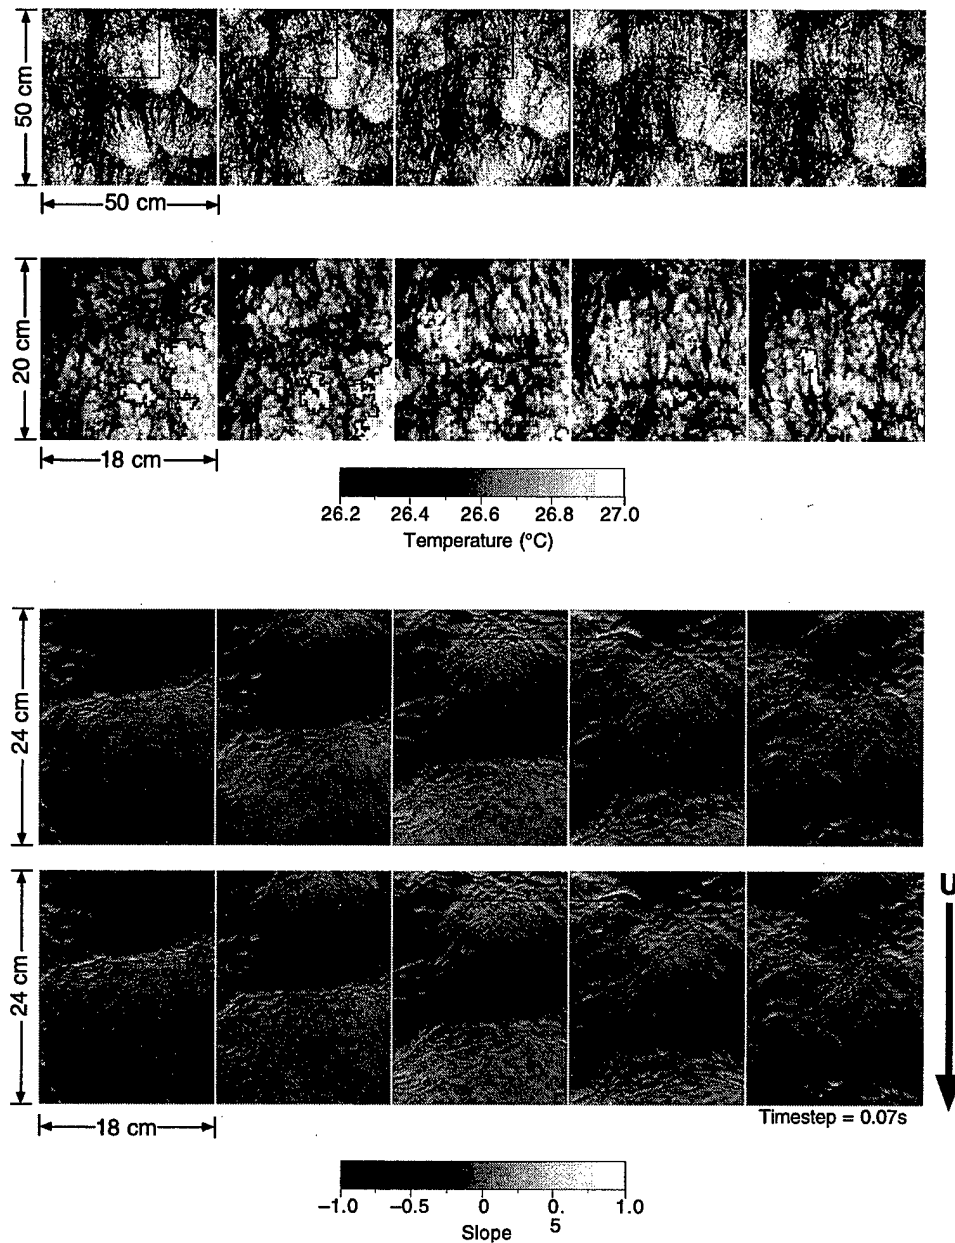 50 cm
50 cm
20 cm
18 cm
26.2 26.4 26.6 26.8 27.0
Temperature (°C)
24 cm
24 cm
U
Timestep = 0.07s
18 cm
−1.0 −0.5 0 0. 1.0
5
Slope